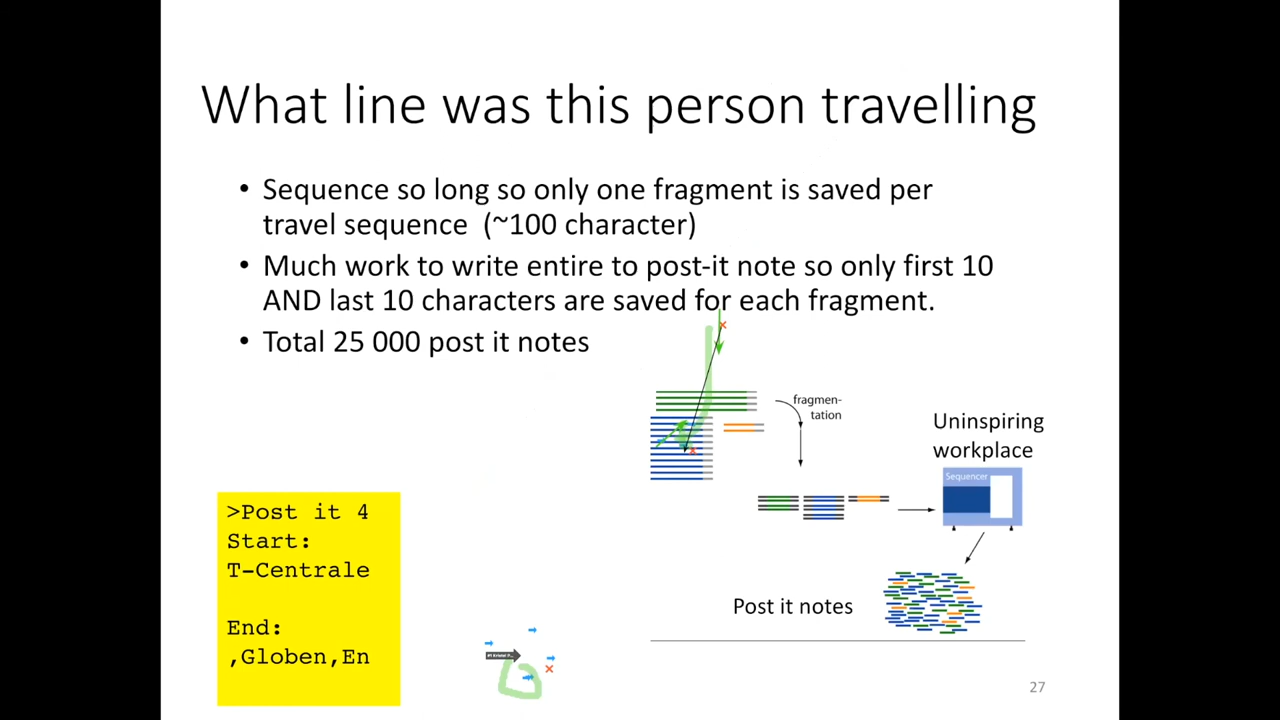 What line was this person travelling
• Sequence so long so only one fragment is saved per
travel sequence (~100 character)
• Much work to write entire to post-it note so only first 10
AND last 10 characters are saved for each fragment.
• Total 25 000 post it notes
fragmen-
tation
Uninspiring
workplace
Sequencer
>Post it 4
Start:
T-Centrale
End:
,Globen,En
Post it notes
27